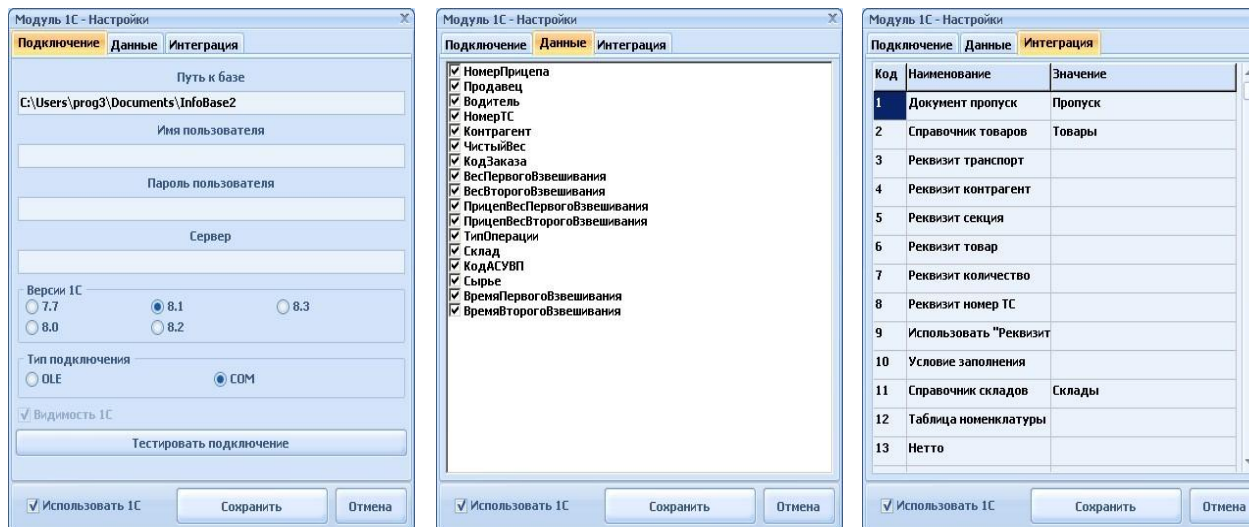 Модуль 1С - Настройки
Подключение Данные Интеграция
Путь к базе
C:\Users\prog3\Documents\InfoBase2
Имя пользователя
Пароль пользователя
Сервер
Версии 1С
7.7 8.1 8.3
8.0 8.2
Тип подключения
OLE COM
Видимость 1С
Тестировать подключение
Использовать 1С Сохранить Отмена
Модуль 1С - Настройки
Подключение Данные Интеграция
НомерПрицепа
Продавец
Водитель
НомерТС
Контрагент
ЧистыйВес
КодЗаказа
ВесПервогоВзвешивания
ВесВторогоВзвешивания
ПрицепВесПервогоВзвешивания
ПрицепВесВторогоВзвешивания
ТипОперации
Склад
КодАСУВП
Сырье
ВремяПервогоВзвешивания
ВремяВторогоВзвешивания
Использовать 1С Сохранить Отмена
Модуль 1С - Настройки
Подключение Данные Интеграция
Код Наименование Значение
1 Документ пропуск Пропуск
2 Справочник товаров Товары
3 Реквизит транспорт
4 Реквизит контрагент
5 Реквизит секция
6 Реквизит товар
7 Реквизит количество
8 Реквизит номер ТС
9 Использовать "Реквизит
10 Условие заполнения
11 Справочник складов Склады
12 Таблица номенклатуры
13 Нетто
Использовать 1С Сохранить Отмена